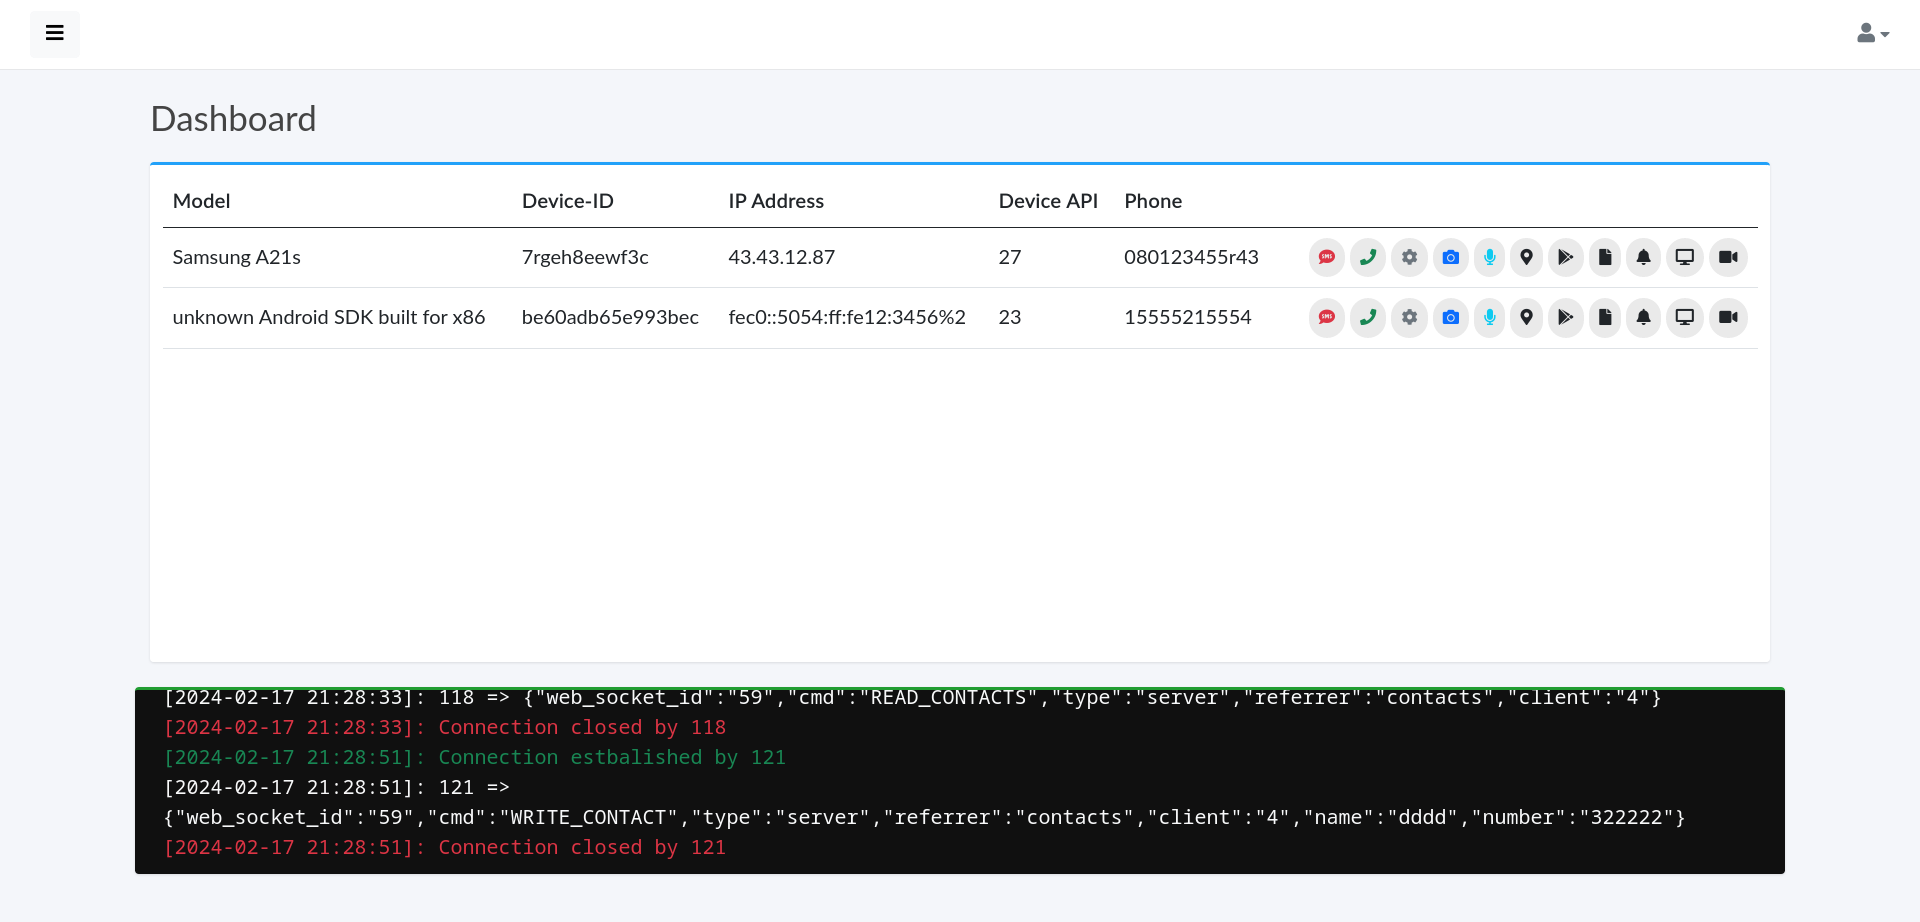 Dashboard
Model Device-ID IP Address Device API Phone
Samsung A21s 7rgeh8eewf3c 43.43.12.87 27 080123455r43
unknown Android SDK built for x86 be60adb65e993bec fec0::5054:ff:fe12:3456%2 23 15555215554
[2024-02-17 21:28:33]: 118 => {"web_socket_id":"59","cmd":"READ_CONTACTS","type":"server","referrer":"contacts","client":"4"}
[2024-02-17 21:28:33]: Connection closed by 118
[2024-02-17 21:28:51]: Connection estbalished by 121
[2024-02-17 21:28:51]: 121 =>
{"web_socket_id":"59","cmd":"WRITE_CONTACT","type":"server","referrer":"contacts","client":"4","name":"dddd","number":"322222"}
[2024-02-17 21:28:51]: Connection closed by 121